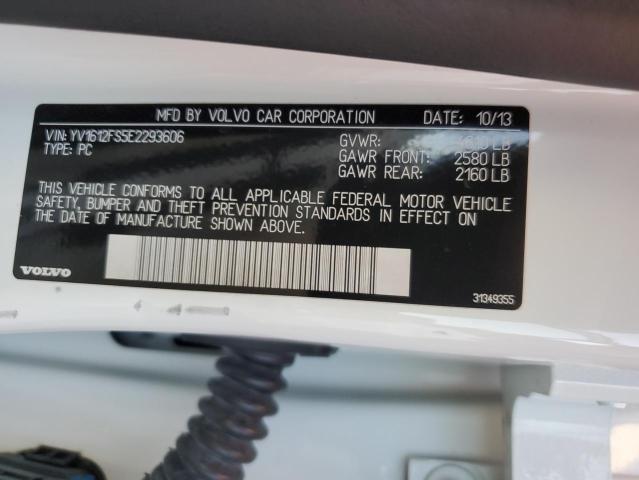 MFD BY VOLVO CAR CORPORATION DATE: 10/13
VIN: YV1612FS5E2293606
TYPE: PC
GVWR: LB
GAWR FRONT: 2580 LB
GAWR REAR: 2160 LB
THIS VEHICLE CONFORMS TO ALL APPLICABLE FEDERAL MOTOR VEHICLE
SAFETY, BUMPER AND THEFT PREVENTION STANDARDS IN EFFECT ON
THE DATE OF MANUFACTURE SHOWN ABOVE.
VOLVO
31349355